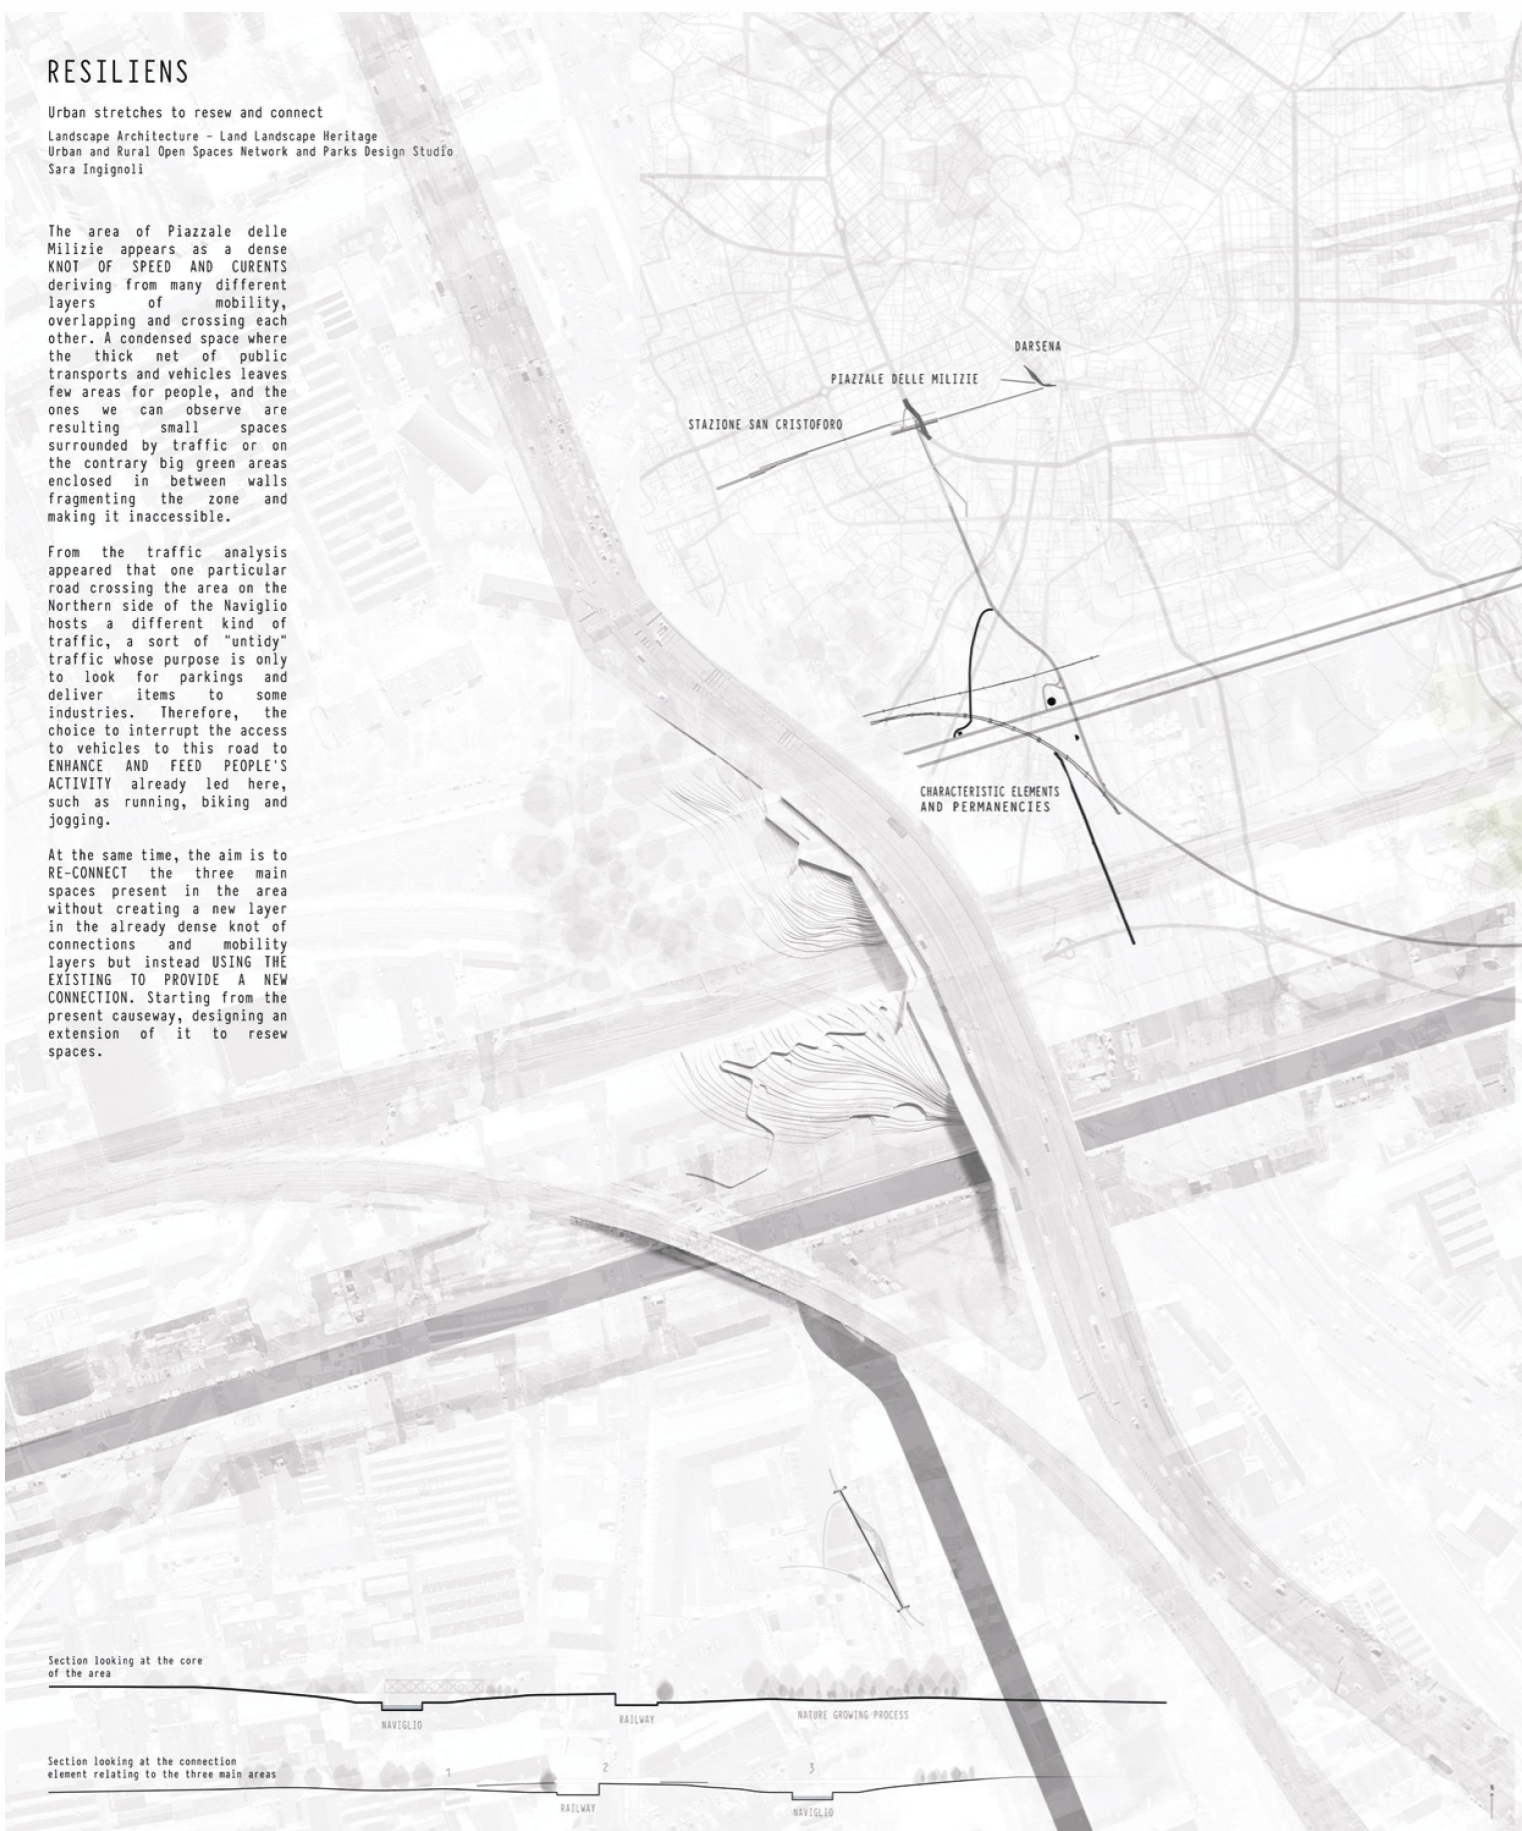 RESILIENS
Urban stretches to resew and connect
Landscape Architecture - Land Landscape Heritage
Urban and Rural Open Spaces Network and Parks Design Studio
Sara Ingignoli
The area of Piazzale delle
Milizie appears as a dense
KNOT OF SPEED AND CURENTS
deriving from many different
layers of mobility,
overlapping and crossing each
other. A condensed space where
the thick net of public
transports and vehicles leaves
few areas for people, and the
ones we can observe are
resulting small spaces
surrounded by traffic or on
the contrary big green areas
enclosed in between walls
fragmenting the zone and
making it inaccessible.
From the traffic analysis
appeared that one particular
road crossing the area on the
Northern side of the Naviglio
hosts a different kind of
traffic, a sort of "untidy"
traffic whose purpose is only
to look for parkings and
deliver items to some
industries. Therefore, the
choice to interrupt the access
to vehicles to this road to
ENHANCE AND FEED PEOPLE'S
ACTIVITY already led here,
such as running, biking and
jogging.
At the same time, the aim is to
RE-CONNECT the three main
spaces present in the area
without creating a new layer
in the already dense knot of
connections and mobility
layers but instead USING THE
EXISTING TO PROVIDE A NEW
CONNECTION. Starting from the
present causeway, designing an
extension of it to resew
spaces.
DARSENA
PIAZZALE DELLE MILIZIE
STAZIONE SAN CRISTOFORO
CHARACTERISTIC ELEMENTS
AND PERMANENCIES
Section looking at the core
of the area
NAVIGLIO
RAILWAY
NATURE GROWING PROCESS
Section looking at the connection
element relating to the three main areas
1
2
3
RAILWAY
NAVIGLIO